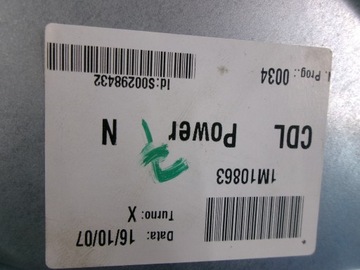 Data: 16/10/07
Turno: X
1M10863
CDL Power N
. Prog.: 0034
Id:S00298432